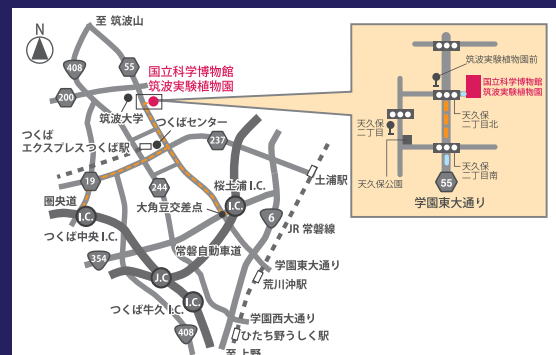 至 筑波山
N
408
55
国立科学博物館
筑波実験植物園
200
筑波大学
つくばセンター
つくば
エクスプレスつくば駅
237
土浦駅
19
244
桜土浦 I.C.
圏央道
大角豆交差点
I.C.
I.C.
6
つくば中央 I.C.
JR 常磐線
常磐自動車道
354
学園東大通り
J.C
荒川沖駅
つくば牛久 I.C.
I.C.
学園西大通り
408
ひたち野うしく駅
至 上野
筑波実験植物園前
国立科学博物館
筑波実験植物園
天久保
二丁目北
天久保
二丁目
天久保公園
天久保
二丁目南
55
学園東大通り